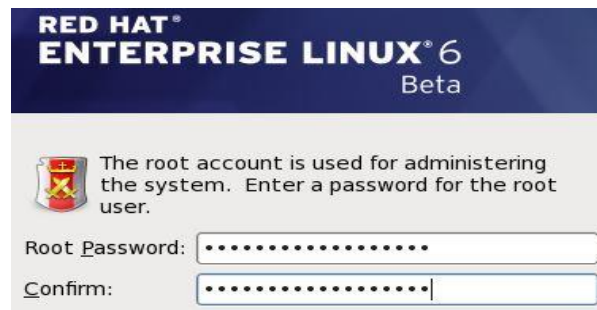 RED HAT®
ENTERPRISE LINUX® 6
Beta
The root account is used for administering
the system. Enter a password for the root
user.
Root Password: ••••••••••••••••••
Confirm: ••••••••••••••••••